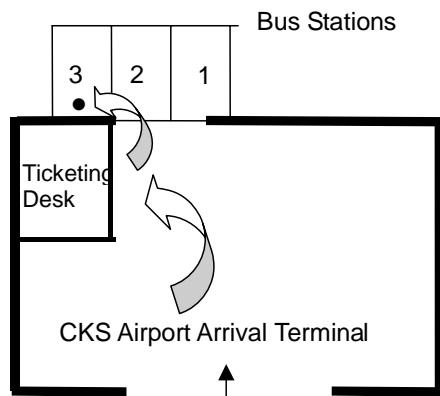 Bus Stations
3 2 1
Ticketing
Desk
CKS Airport Arrival Terminal